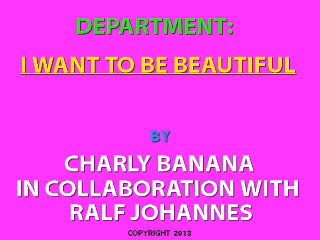 DEPARTMENT:
I WANT TO BE BEAUTIFUL
BY
CHARLY BANANA
IN COLLABORATION WITH
RALF JOHANNES
COPYRIGHT 2013